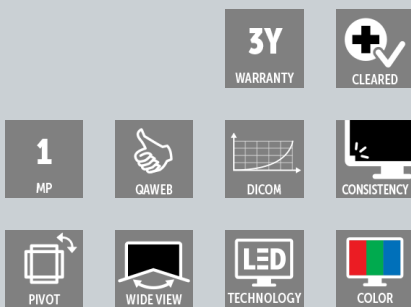 3Y
WARRANTY
CLEARED
1
MP
QAWEB
DICOM
CONSISTENCY
PIVOT
WIDE VIEW
LED
TECHNOLOGY
COLOR